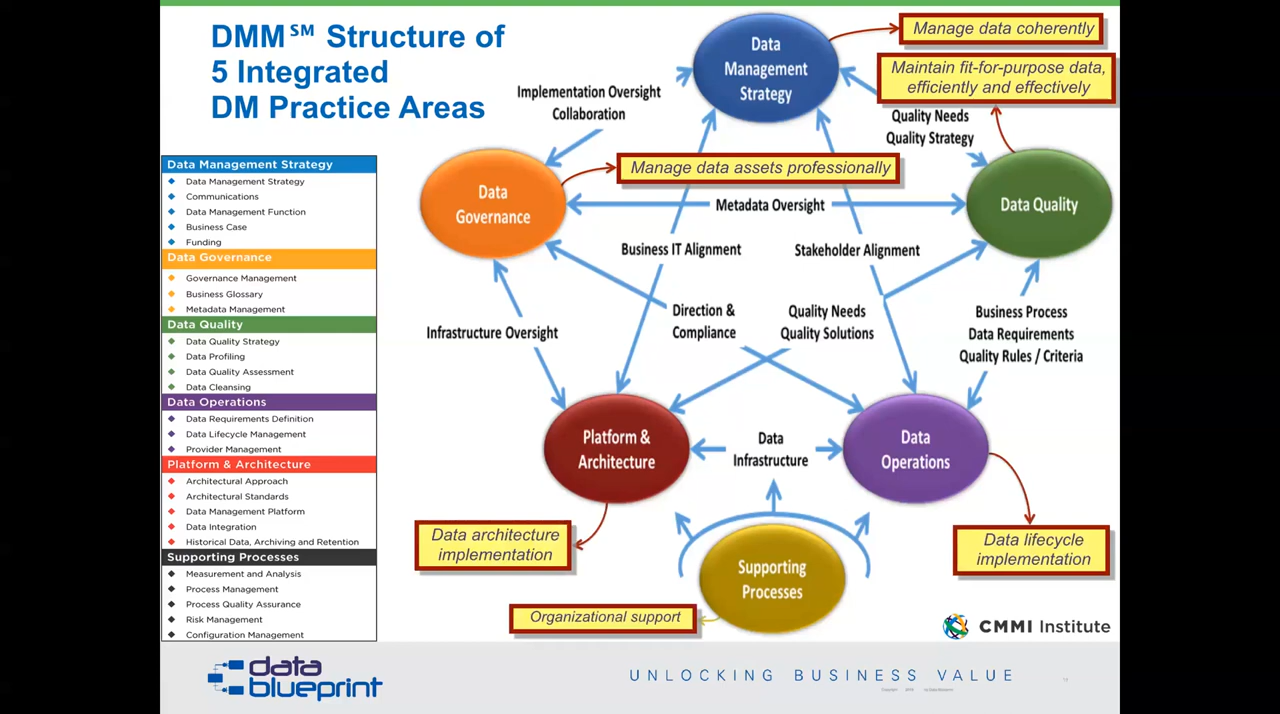 DMM℠ Structure of
5 Integrated
DM Practice Areas
Data Management Strategy
Data Management Strategy
Communications
Data Management Function
Business Case
Funding
Data Governance
Governance Management
Business Glossary
Metadata Management
Data Quality
Data Quality Strategy
Data Profiling
Data Quality Assessment
Data Cleansing
Data Operations
Data Requirements Definition
Data Lifecycle Management
Provider Management
Platform & Architecture
Architectural Approach
Architectural Standards
Data Management Platform
Data Integration
Historical Data, Archiving and Retention
Supporting Processes
Measurement and Analysis
Process Management
Process Quality Assurance
Risk Management
Configuration Management
Data
Management
Strategy
Manage data coherently
Maintain fit-for-purpose data,
efficiently and effectively
Implementation Oversight
Collaboration
Quality Needs
Quality Strategy
Manage data assets professionally
Data
Governance
Metadata Oversight
Data Quality
Business IT Alignment
Stakeholder Alignment
Infrastructure Oversight
Direction &
Compliance
Quality Needs
Quality Solutions
Business Process
Data Requirements
Quality Rules / Criteria
Platform &
Architecture
Data
Infrastructure
Data
Operations
Data architecture
implementation
Data lifecycle
implementation
Supporting
Processes
Organizational support
CMMI Institute
data
blueprint
UNLOCKING BUSINESS VALUE